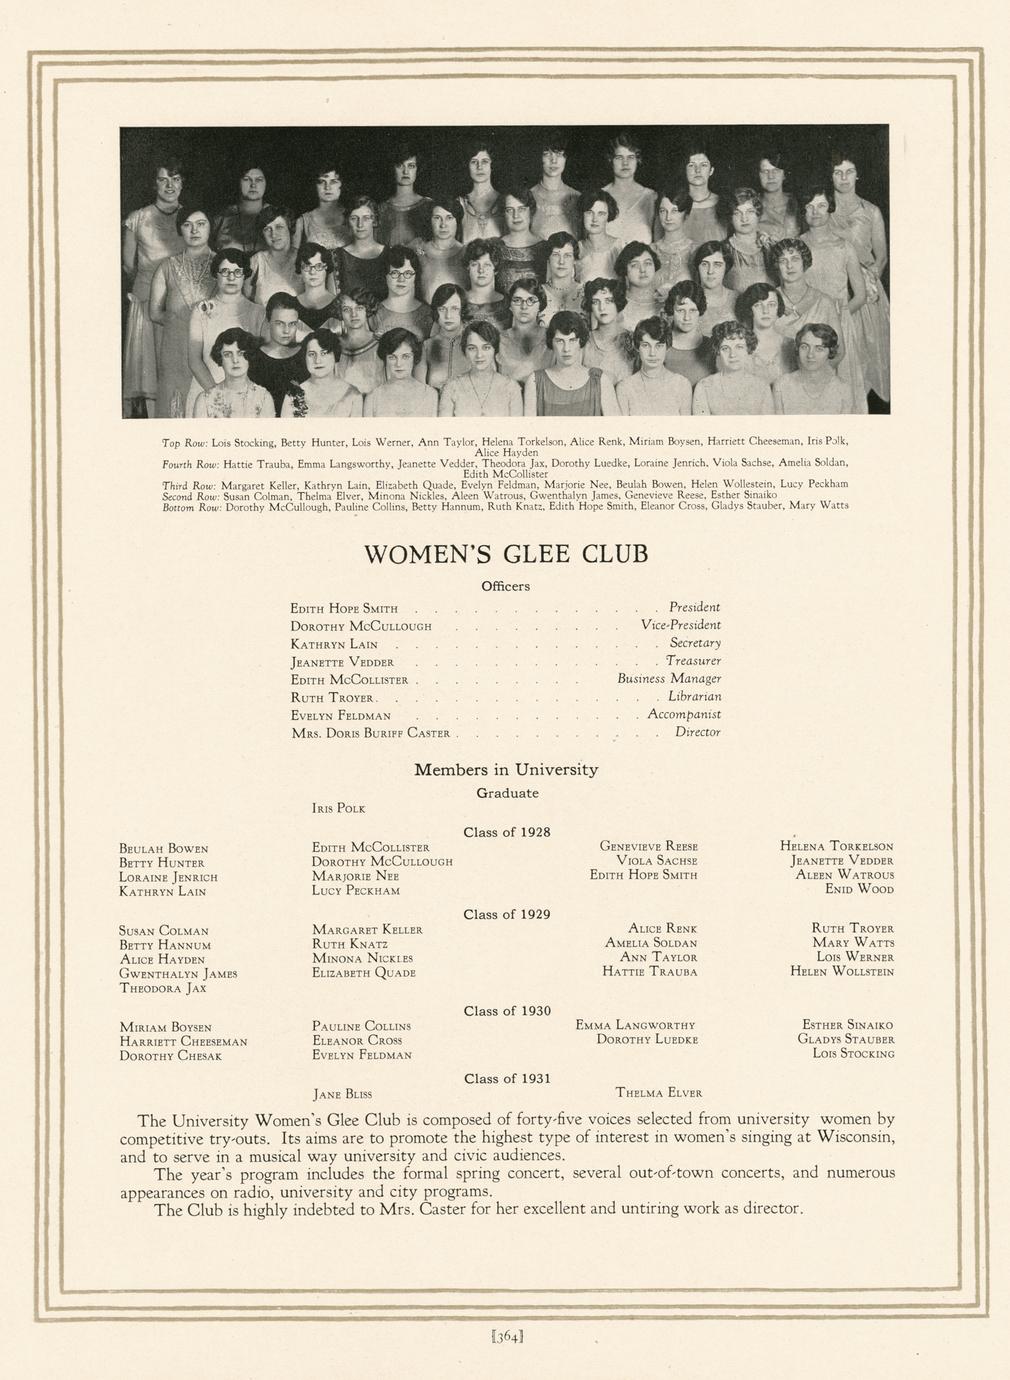 Top Row: Lois Stocking, Betty Hunter, Lois Werner, Ann Taylor, Helena Torkelson, Alice Renk, Miriam Boysen, Harriett Cheeseman, Iris Polk,
Alice Hayden
Fourth Row: Hattie Trauba, Emma Langsworthy, Jeanette Vedder, Theodora Jax, Dorothy Luedke, Loraine Jenrich, Viola Sachse, Amelia Soldan,
Edith McCollister
Third Row: Margaret Keller, Kathryn Lain, Elizabeth Quade, Evelyn Feldman, Marjorie Nee, Beulah Bowen, Helen Wollestein, Lucy Peckham
Second Row: Susan Colman, Thelma Elver, Minona Nickles, Aleen Watrous, Gwenthalyn James, Genevieve Reese, Esther Sinaiko
Bottom Row: Dorothy McCullough, Pauline Collins, Betty Hannum, Ruth Knatz, Edith Hope Smith, Eleanor Cross, Gladys Stauber, Mary Watts
WOMEN'S GLEE CLUB
Officers
EDITH HOPE SMITH . . . . . . . . . . . . . President
DOROTHY MCCULLOUGH . . . . . . . . . Vice-President
KATHRYN LAIN . . . . . . . . . . . . . . Secretary
JEANETTE VEDDER . . . . . . . . . . . . . Treasurer
EDITH MCCOLLISTER . . . . . . . . . Business Manager
RUTH TROYER . . . . . . . . . . . . . . Librarian
EVELYN FELDMAN . . . . . . . . . . . . Accompanist
MRS. DORIS BURIFF CASTER . . . . . . . . . . . Director
Members in University
Graduate
IRIS POLK
Class of 1928
BEULAH BOWEN EDITH MCCOLLISTER GENEVIEVE REESE HELENA TORKELSON
BETTY HUNTER DOROTHY MCCULLOUGH VIOLA SACHSE JEANETTE VEDDER
LORAINE JENRICH MARJORIE NEE EDITH HOPE SMITH ALEEN WATROUS
KATHRYN LAIN LUCY PECKHAM ENID WOOD
Class of 1929
SUSAN COLMAN MARGARET KELLER ALICE RENK RUTH TROYER
BETTY HANNUM RUTH KNATZ AMELIA SOLDAN MARY WATTS
ALICE HAYDEN MINONA NICKLES ANN TAYLOR LOIS WERNER
GWENTHALYN JAMES ELIZABETH QUADE HATTIE TRAUBA HELEN WOLLSTEIN
THEODORA JAX
Class of 1930
MIRIAM BOYSEN PAULINE COLLINS EMMA LANGWORTHY ESTHER SINAIKO
HARRIETT CHEESEMAN ELEANOR CROSS DOROTHY LUEDKE GLADYS STAUBER
DOROTHY CHESAK EVELYN FELDMAN LOIS STOCKING
Class of 1931
JANE BLISS THELMA ELVER
The University Women's Glee Club is composed of forty-five voices selected from university women by
competitive try-outs. Its aims are to promote the highest type of interest in women's singing at Wisconsin,
and to serve in a musical way university and civic audiences.
The year's program includes the formal spring concert, several out-of-town concerts, and numerous
appearances on radio, university and city programs.
The Club is highly indebted to Mrs. Caster for her excellent and untiring work as director.
[364]